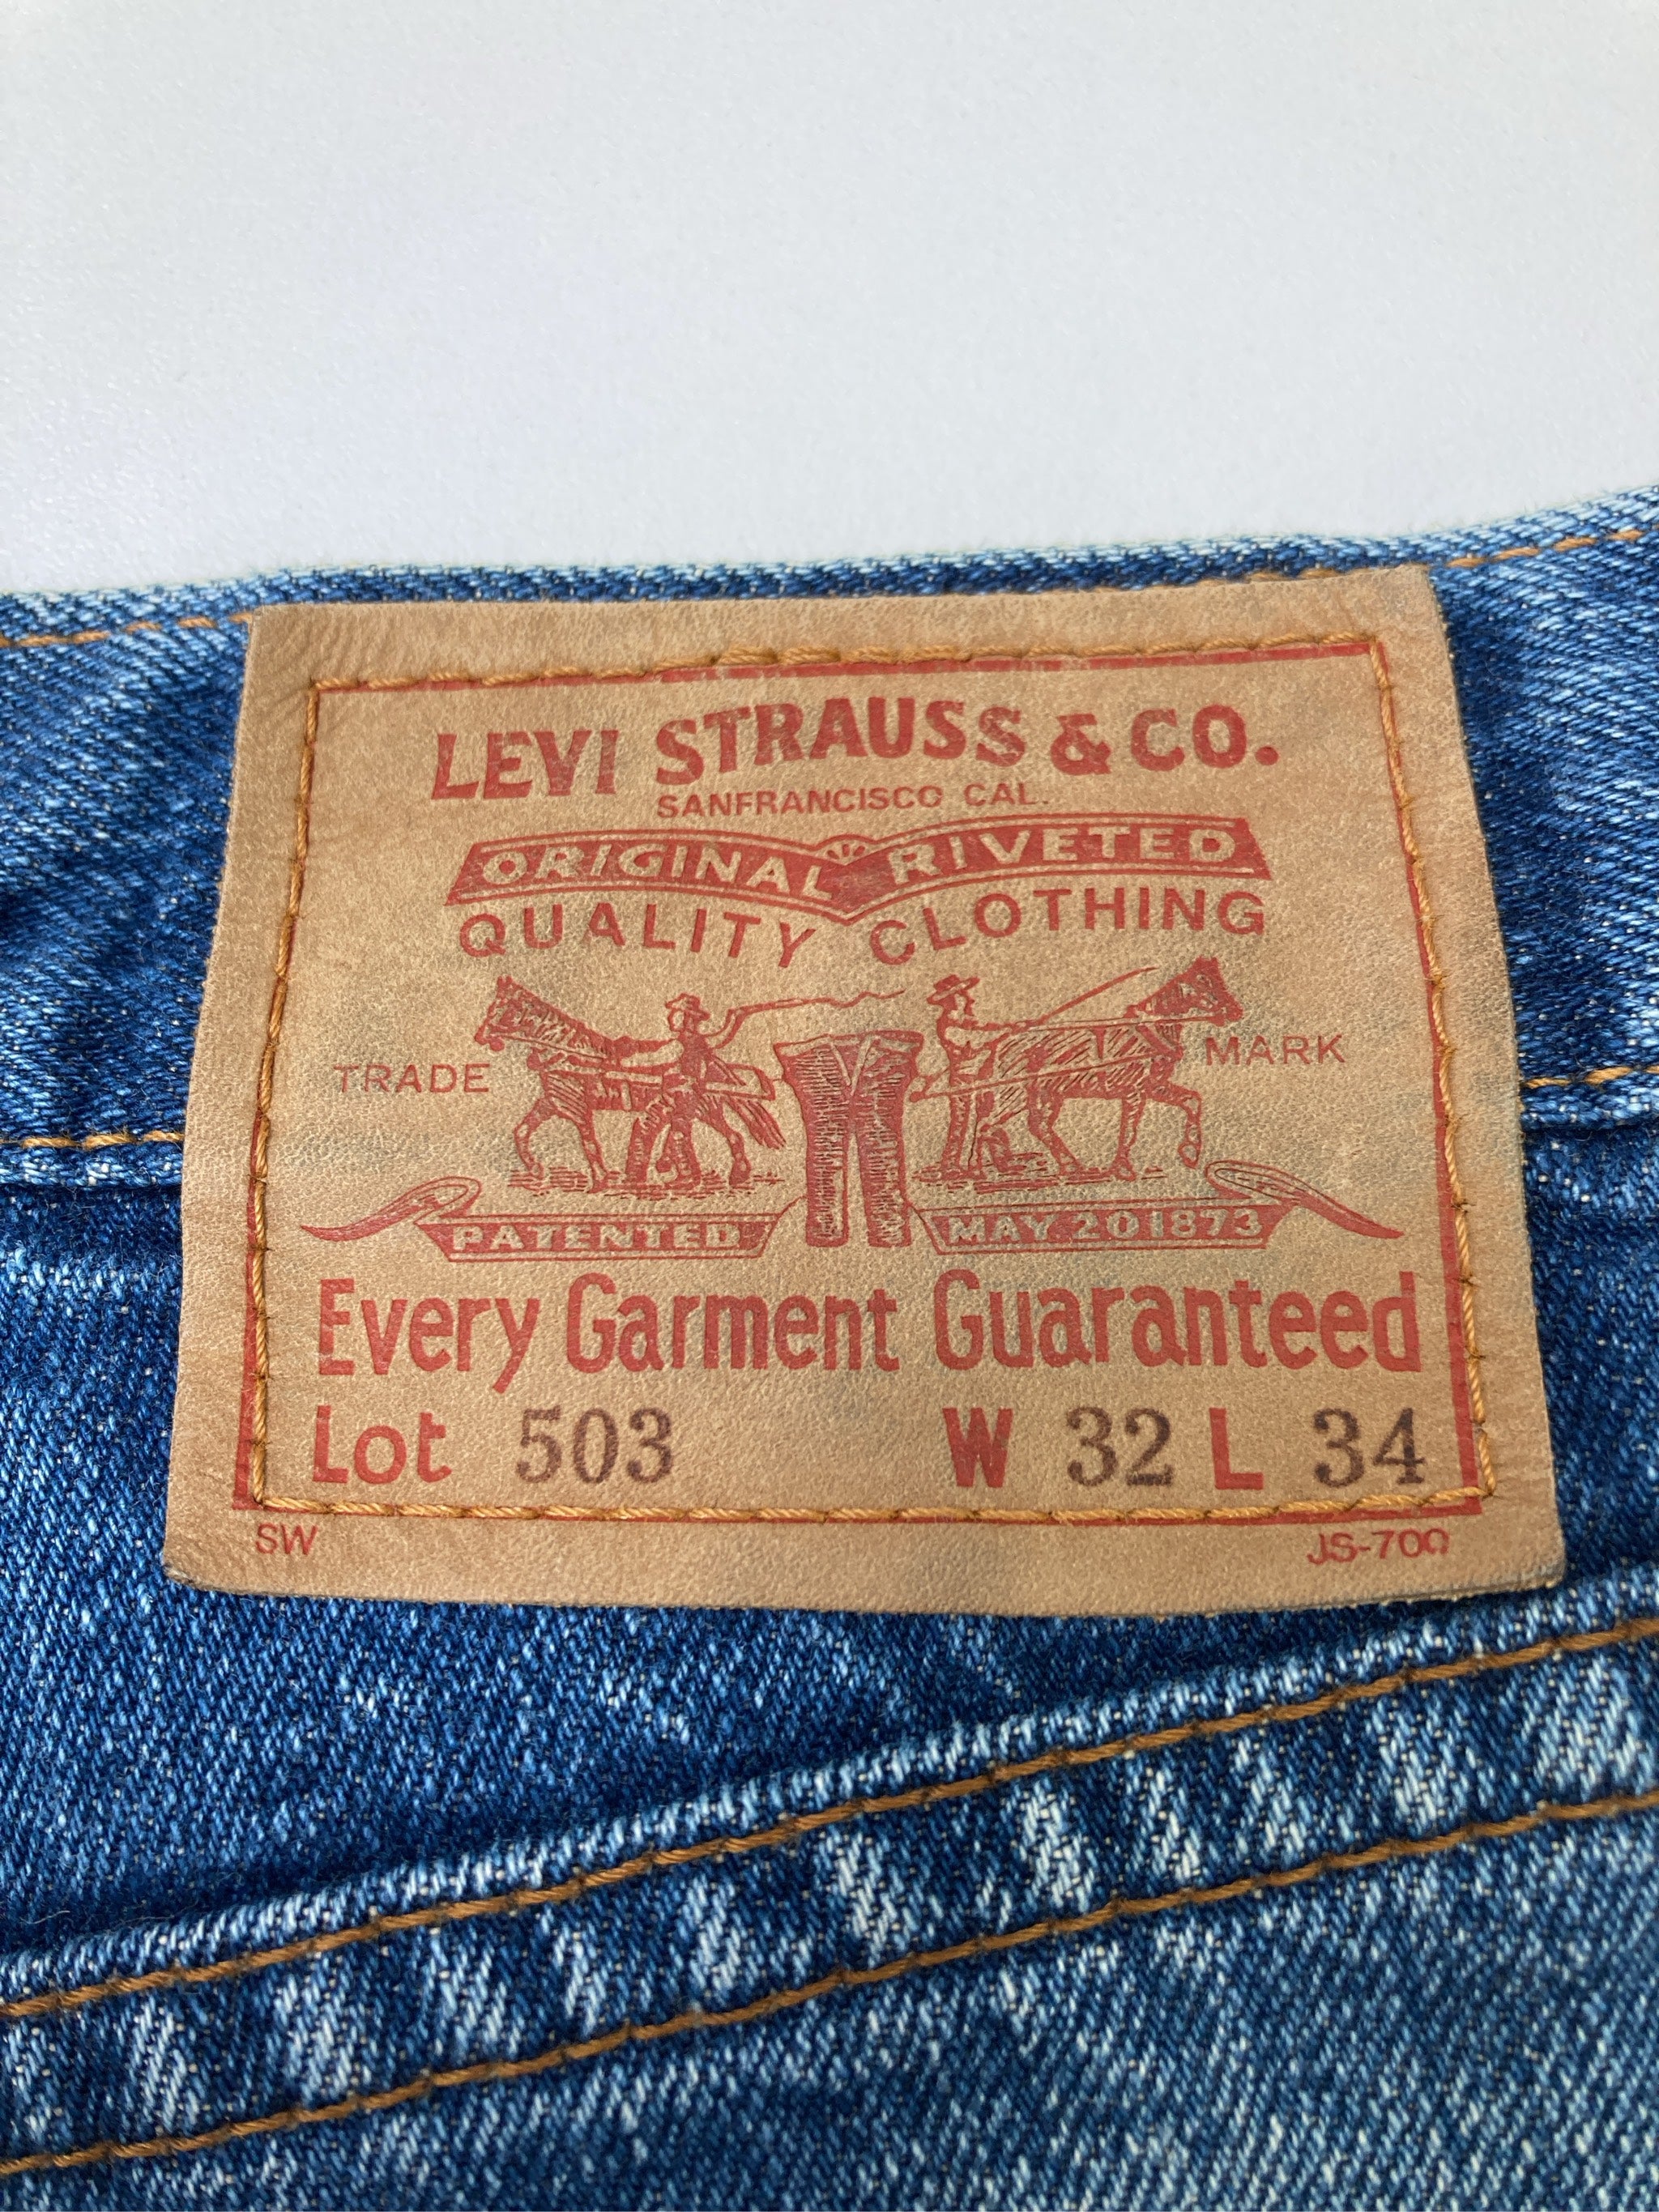 LEVI STRAUSS & CO.
SANFRANCISCO CAL.
ORIGINAL RIVETED
QUALITY CLOTHING
TRADE MARK
PATENTED MAY 20 1873
Every Garment Guaranteed
Lot 503 W 32 L 34
SW JS-700